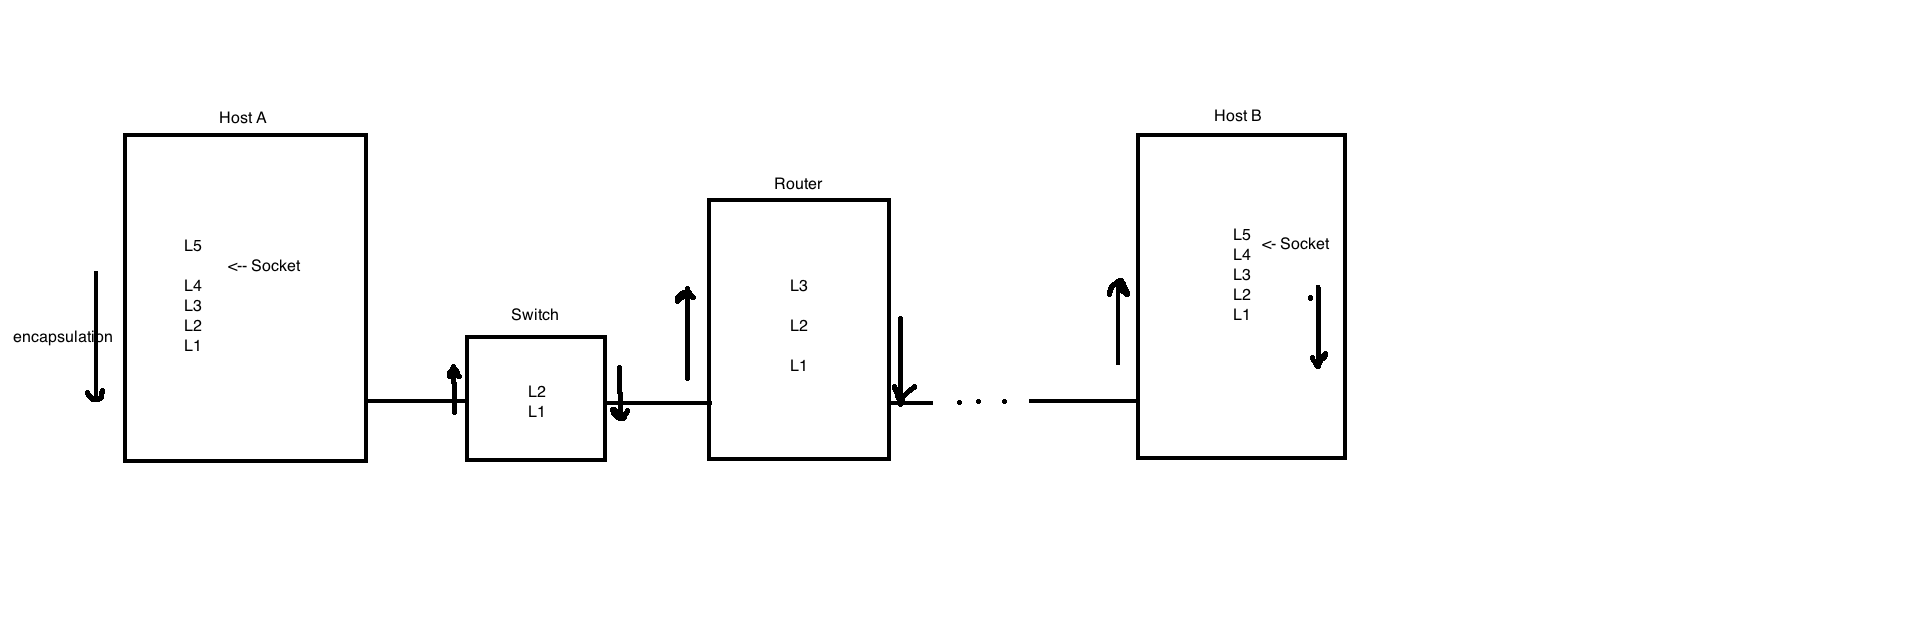 Host A
L5
<-- Socket
L4
L3
L2
L1
encapsulation
Switch
L2
L1
Router
L3
L2
L1
Host B
L5
<- Socket
L4
L3
L2
L1